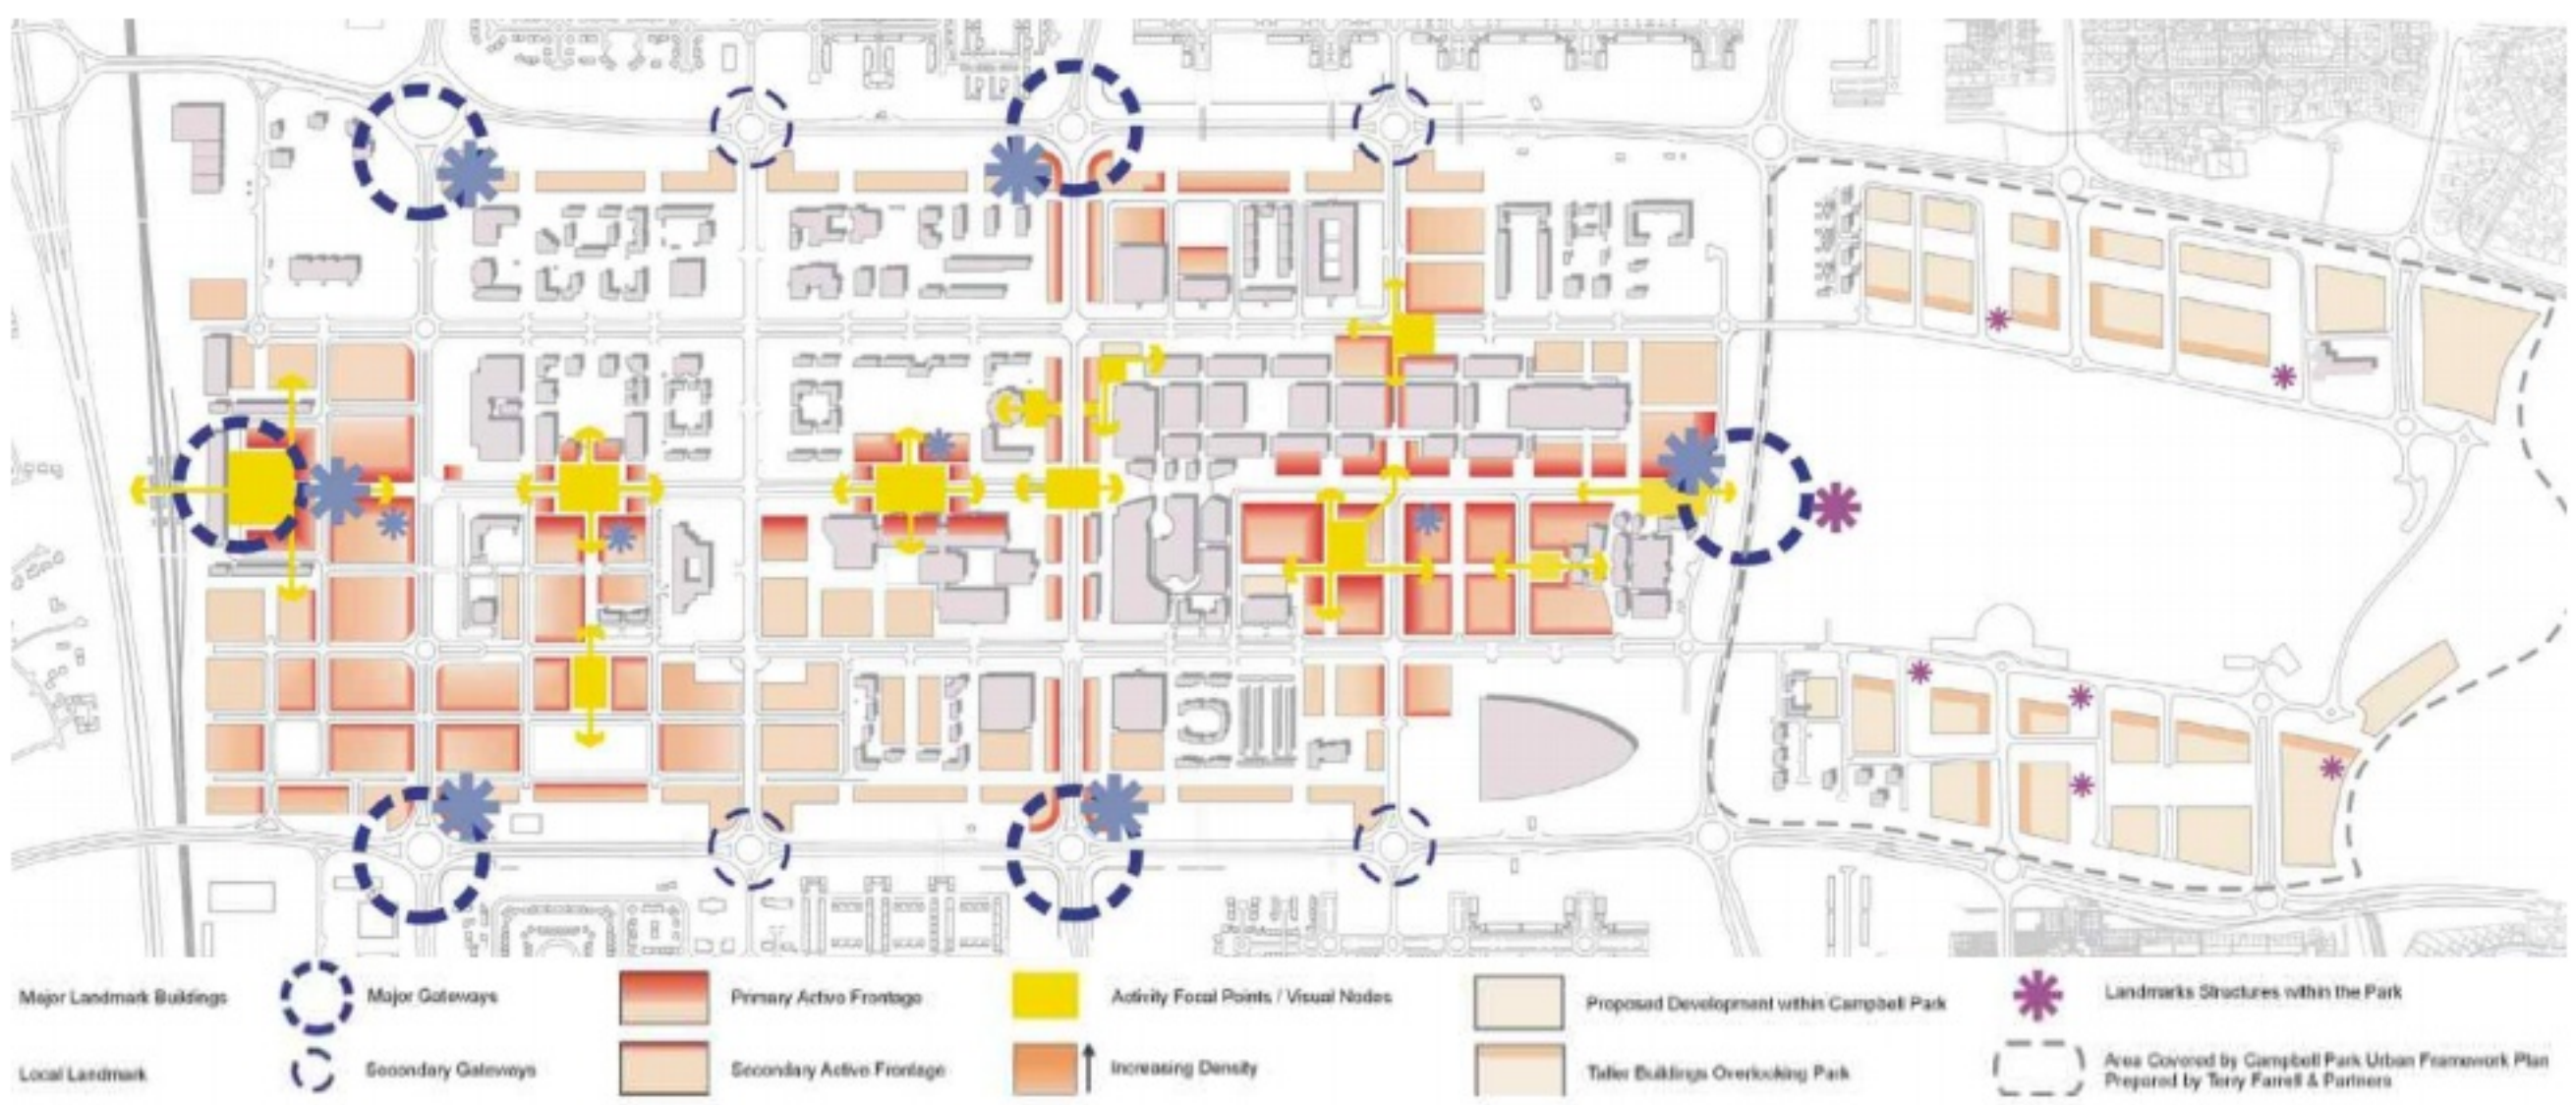 Major Landmark Buildings
Major Gateways
Primary Active Frontage
Activity Focal Points / Visual Nodes
Proposed Development within Campbell Park
Landmarks Structures within the Park
Local Landmark
Secondary Gateways
Secondary Active Frontage
Increasing Density
Taller Buildings Overlooking Park
Area Covered by Campbell Park Urban Framework Plan
Prepared by Terry Farrell & Partners